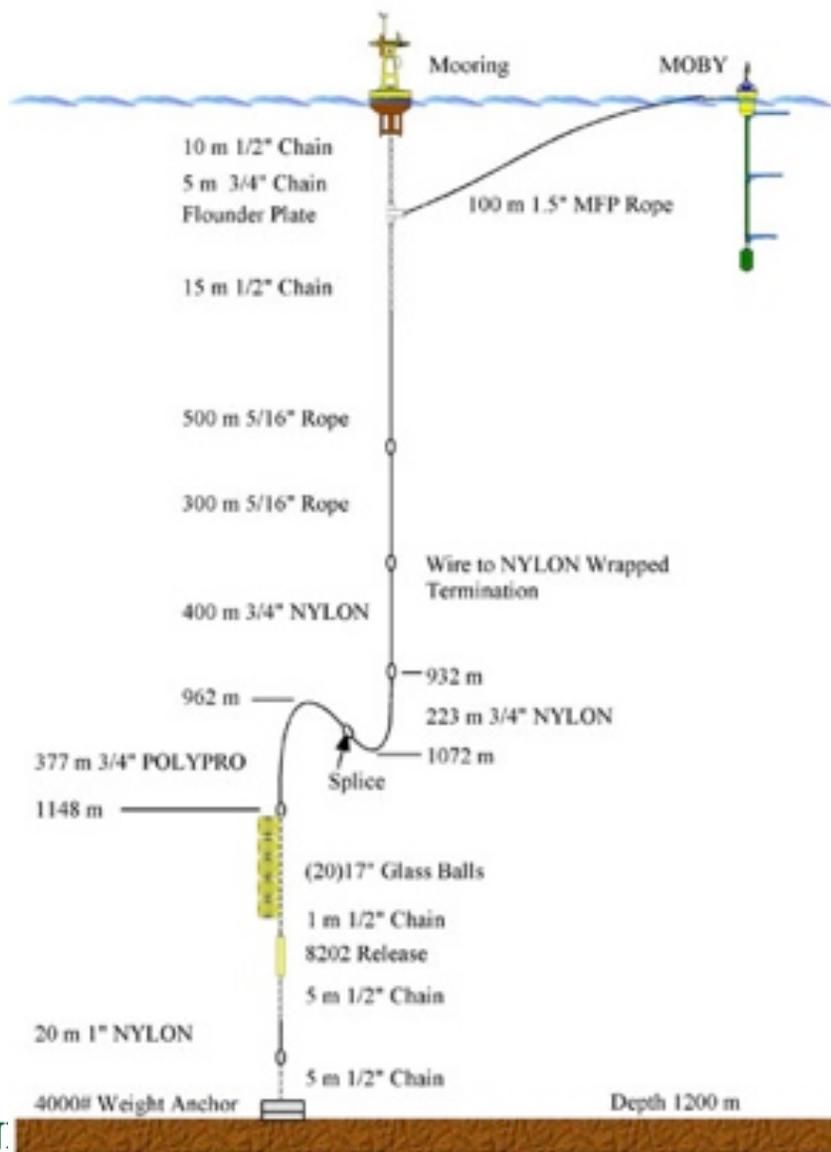 Mooring
MOBY
10 m 1/2" Chain
5 m 3/4" Chain
Flounder Plate
100 m 1.5" MFP Rope
15 m 1/2" Chain
500 m 5/16" Rope
300 m 5/16" Rope
Wire to NYLON Wrapped
Termination
400 m 3/4" NYLON
932 m
962 m
223 m 3/4" NYLON
1072 m
377 m 3/4" POLYPRO
Splice
1148 m
(20)17" Glass Balls
1 m 1/2" Chain
8202 Release
5 m 1/2" Chain
20 m 1" NYLON
5 m 1/2" Chain
4000# Weight Anchor
Depth 1200 m